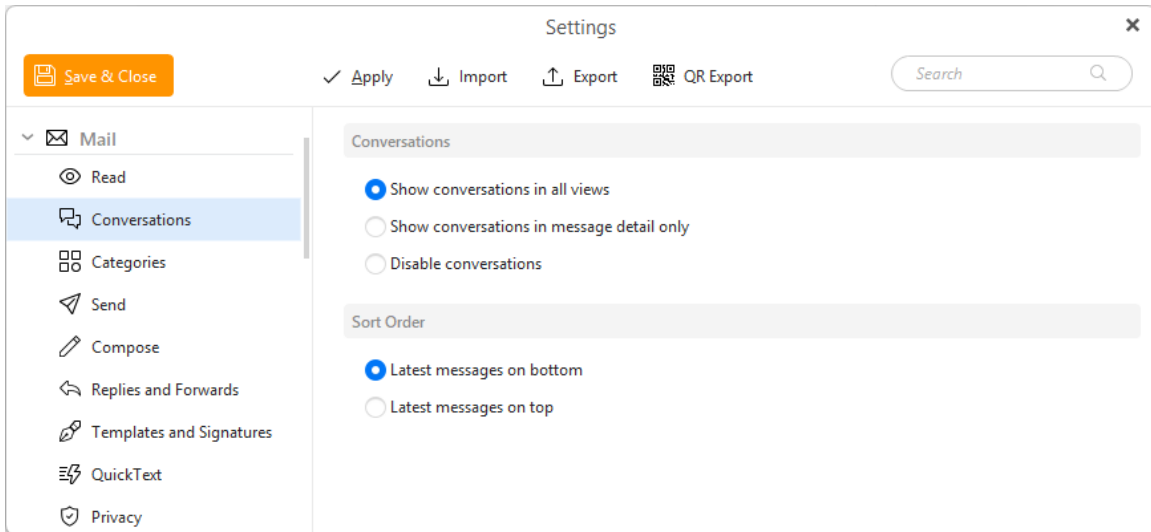 Settings
Save & Close
Apply
Import
Export
QR Export
Search
Mail
Read
Conversations
Categories
Send
Compose
Replies and Forwards
Templates and Signatures
QuickText
Privacy
Conversations
Show conversations in all views
Show conversations in message detail only
Disable conversations
Sort Order
Latest messages on bottom
Latest messages on top